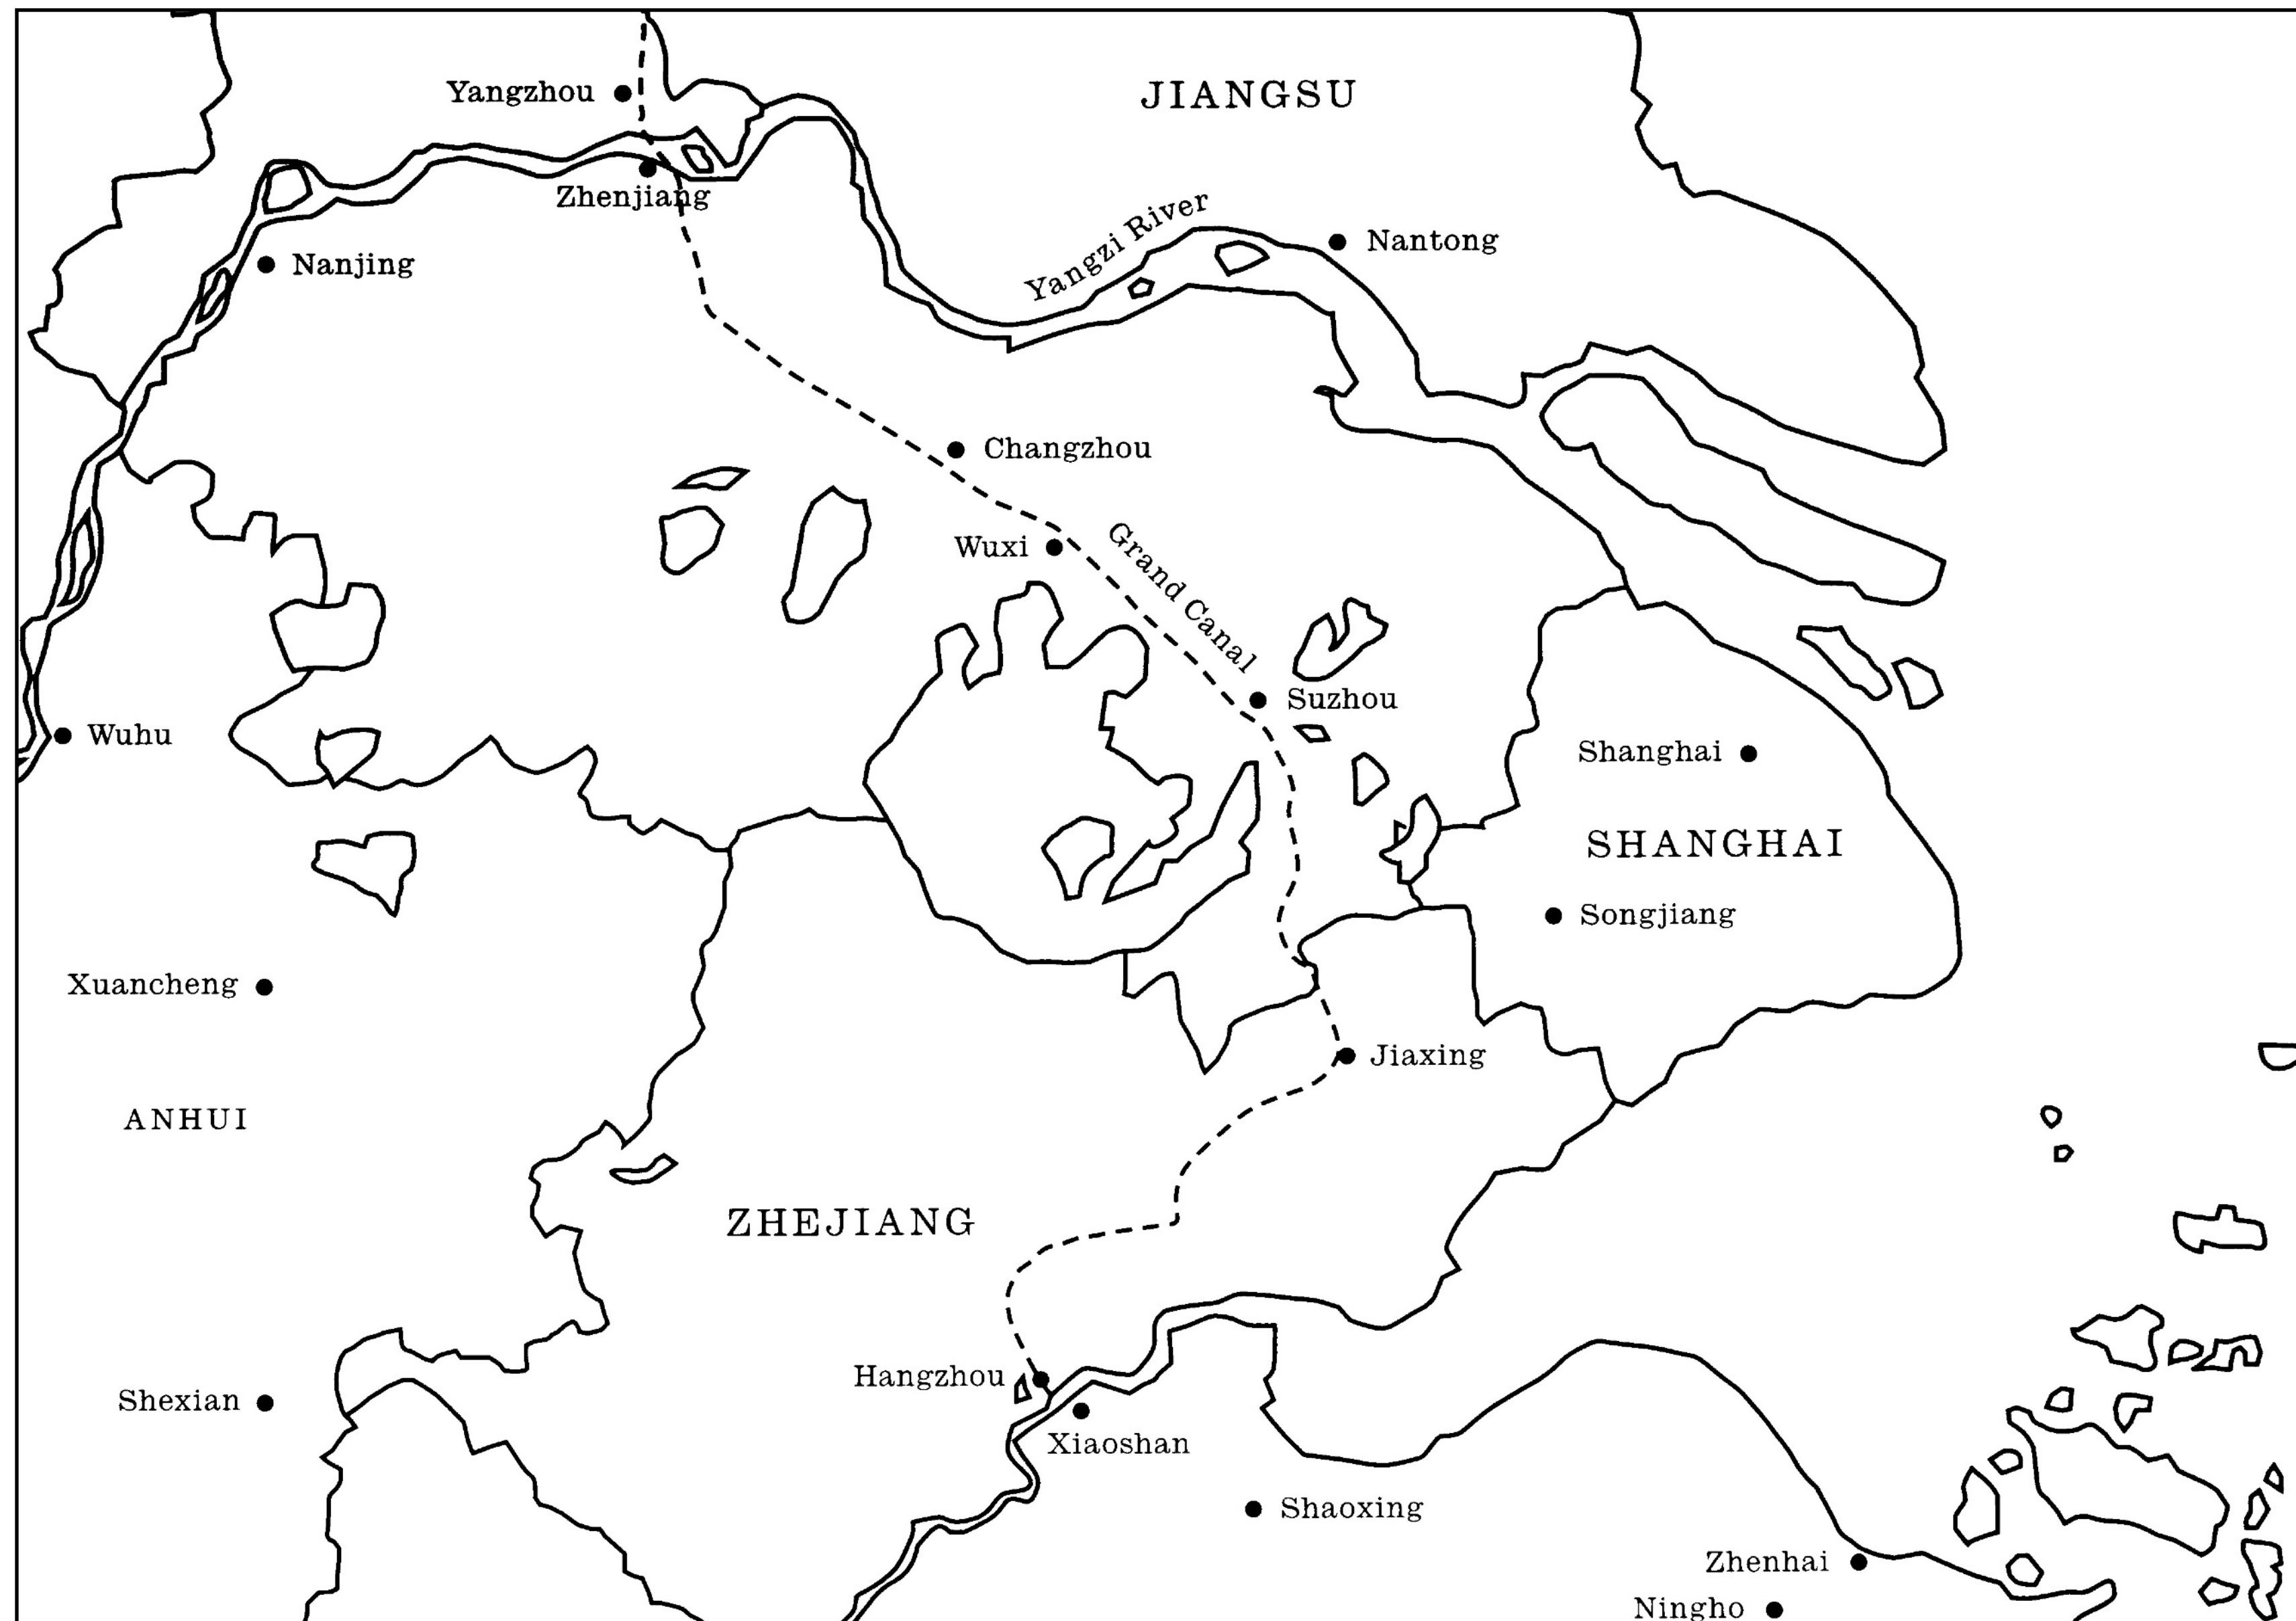 JIANGSU
Yangzhou
Zhenjiang
Yangzi River
Nantong
Nanjing
Changzhou
Wuxi
Grand Canal
Suzhou
Wuhu
Shanghai
SHANGHAI
Songjiang
Xuancheng
Jiaxing
ANHUI
ZHEJIANG
Hangzhou
Shexian
Xiaoshan
Shaoxing
Zhenhai
Ningho